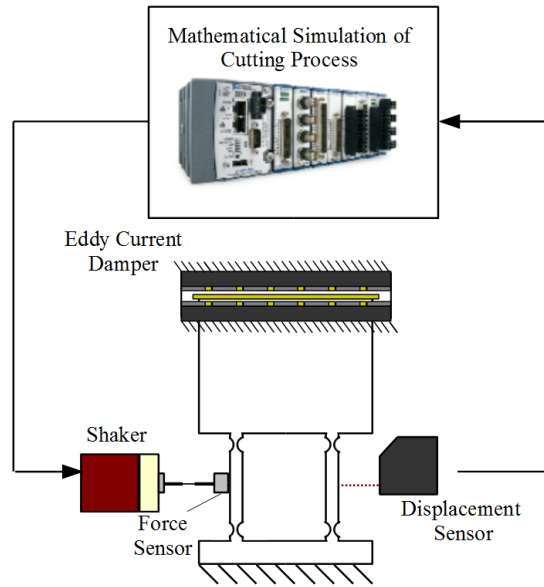 Mathematical Simulation of
Cutting Process
Eddy Current
Damper
Shaker
Force
Sensor
Displacement
Sensor